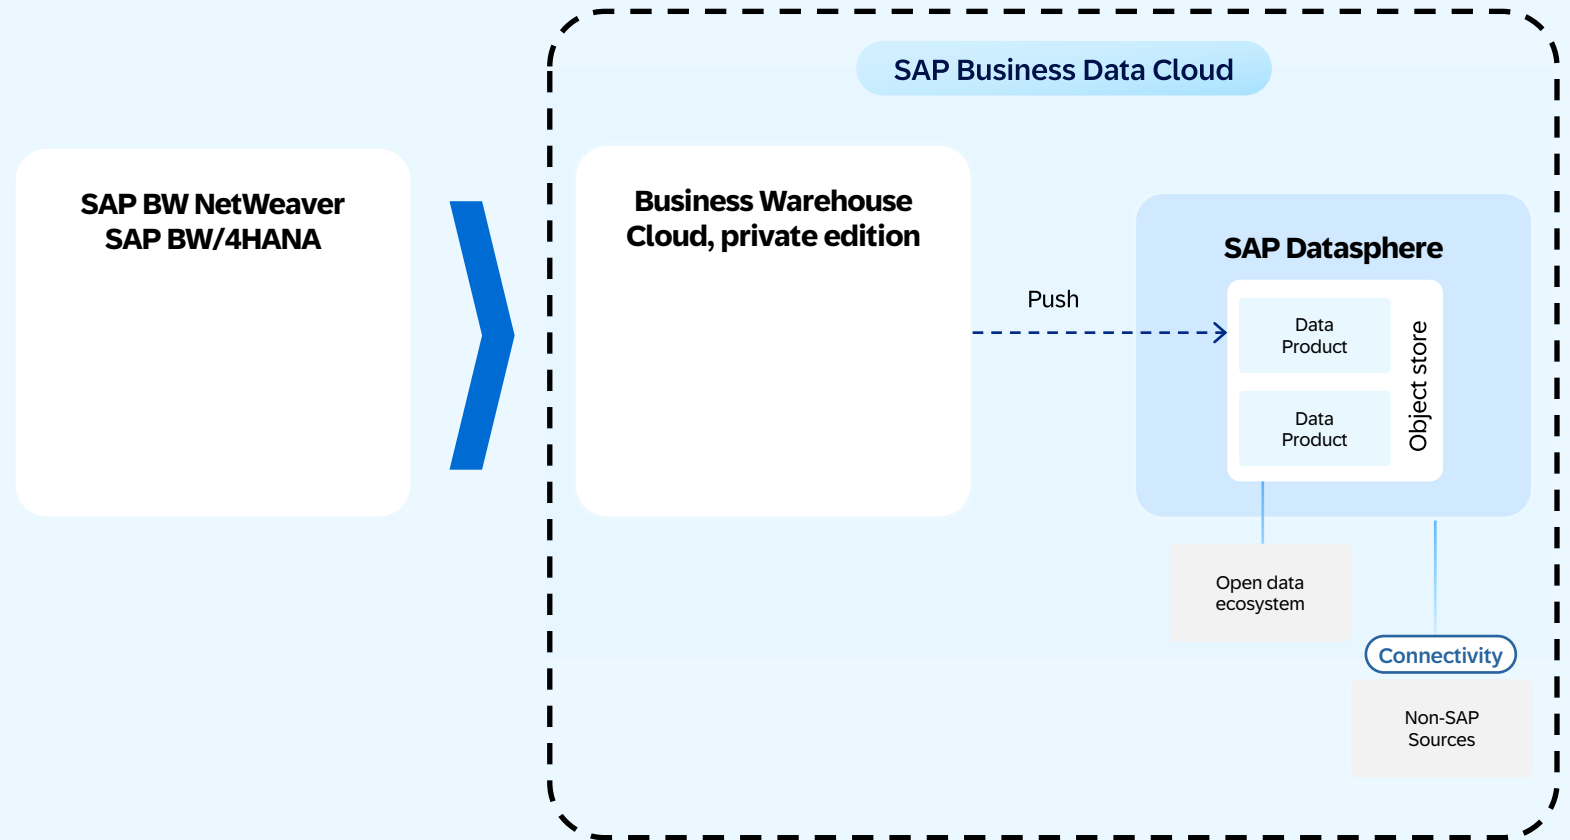 SAP Business Data Cloud
SAP BW NetWeaver
SAP BW/4HANA
Business Warehouse
Cloud, private edition
Push
SAP Datasphere
Data
Product
Data
Product
Object store
Open data
ecosystem
Connectivity
Non-SAP
Sources